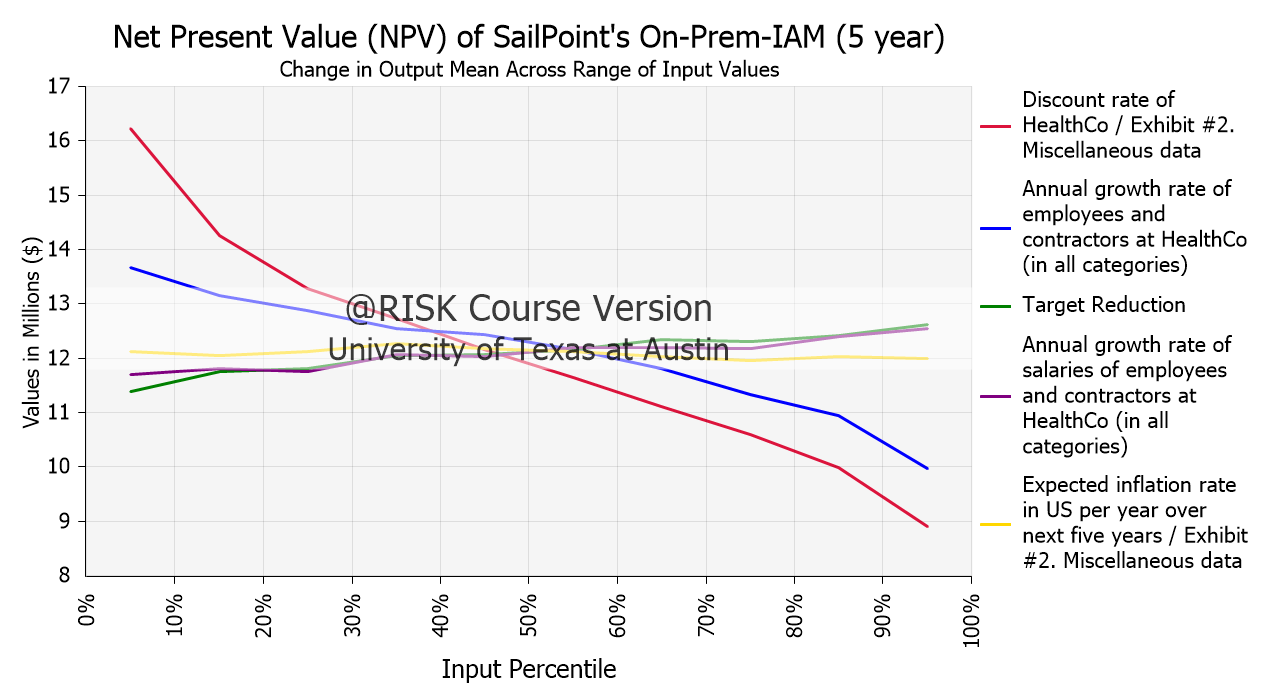 Net Present Value (NPV) of SailPoint's On-Prem-IAM (5 year)
Change in Output Mean Across Range of Input Values
Values in Millions ($)
17
16
15
14
13
12
11
10
9
8
@RISK Course Version
University of Texas at Austin
0%
10%
20%
30%
40%
50%
60%
70%
80%
90%
100%
Input Percentile
Discount rate of
HealthCo / Exhibit #2.
Miscellaneous data
Annual growth rate of
employees and
contractors at HealthCo
(in all categories)
Target Reduction
Annual growth rate of
salaries of employees
and contractors at
HealthCo (in all
categories)
Expected inflation rate
in US per year over
next five years / Exhibit
#2. Miscellaneous data